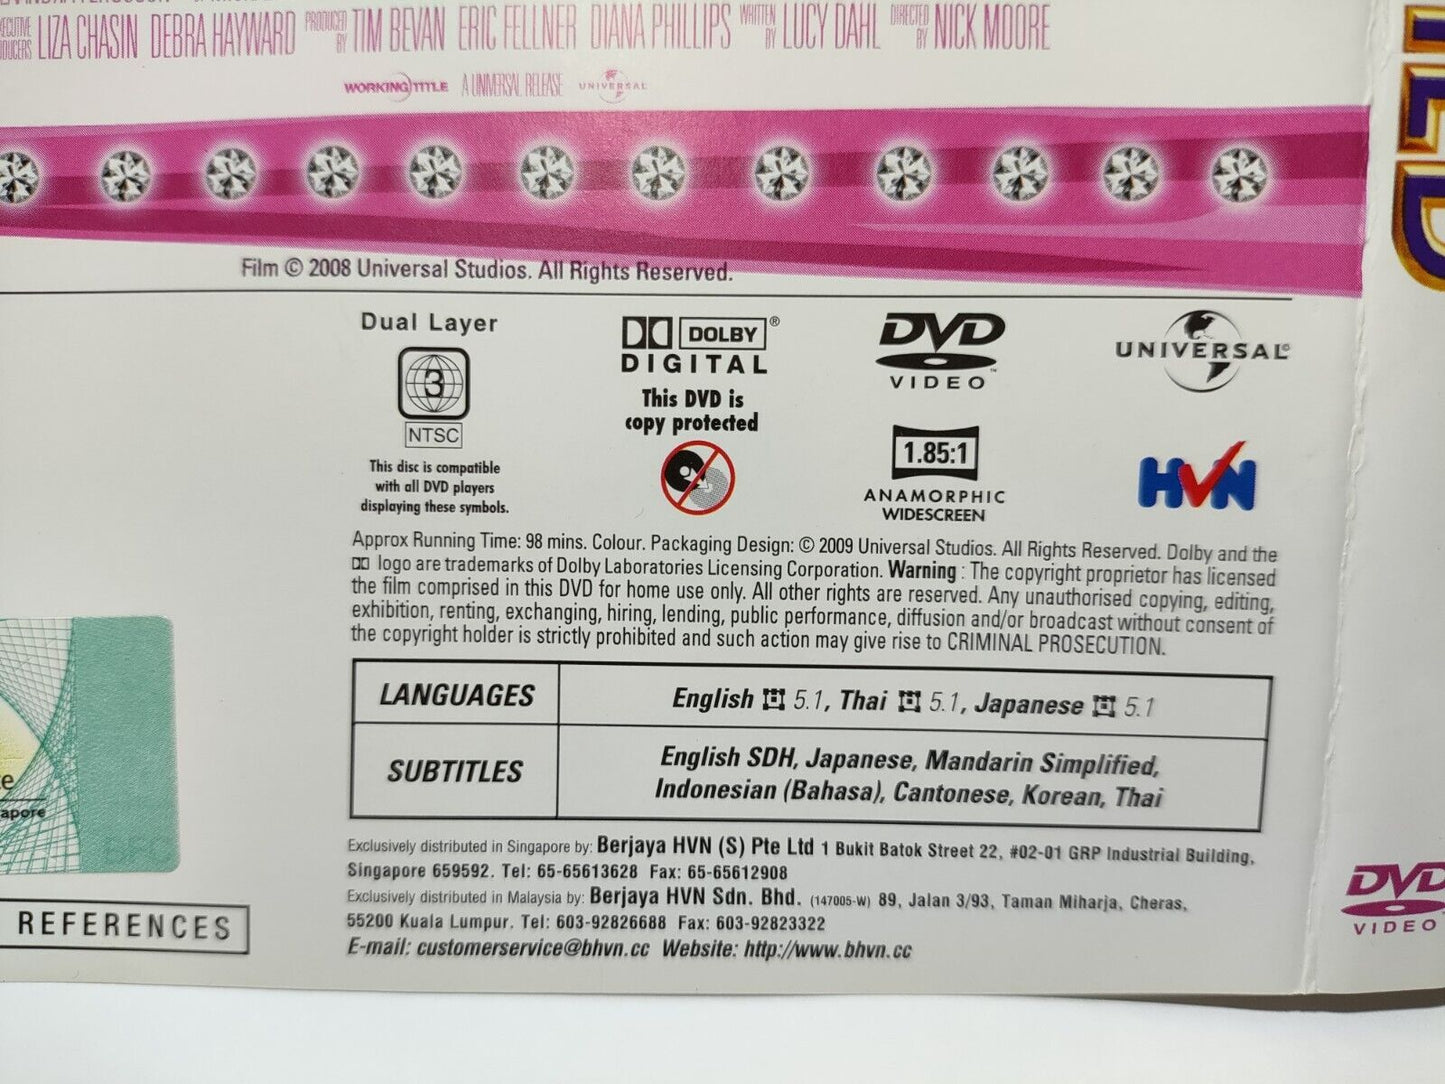 LIZA CHASIN DEBRA HAYWARD PRODUCED BY TIM BEVAN ERIC FELLNER DIANA PHILLIPS WRITTEN BY LUCY DAHL DIRECTED BY NICK MOORE
WORKING TITLE A UNIVERSAL RELEASE UNIVERSAL
Film © 2008 Universal Studios. All Rights Reserved.
Dual Layer
3
NTSC
This disc is compatible
with all DVD players
displaying these symbols.
DOLBY ®
DIGITAL
This DVD is
copy protected
DVD
VIDEO ™
1.85:1
ANAMORPHIC
WIDESCREEN
UNIVERSAL®
HVN
Approx Running Time: 98 mins. Colour. Packaging Design: © 2009 Universal Studios. All Rights Reserved. Dolby and the
logo are trademarks of Dolby Laboratories Licensing Corporation. Warning : The copyright proprietor has licensed
the film comprised in this DVD for home use only. All other rights are reserved. Any unauthorised copying, editing,
exhibition, renting, exchanging, hiring, lending, public performance, diffusion and/or broadcast without consent of
the copyright holder is strictly prohibited and such action may give rise to CRIMINAL PROSECUTION.
LANGUAGES English 5.1, Thai 5.1, Japanese 5.1
SUBTITLES English SDH, Japanese, Mandarin Simplified,
Indonesian (Bahasa), Cantonese, Korean, Thai
Exclusively distributed in Singapore by: Berjaya HVN (S) Pte Ltd 1 Bukit Batok Street 22, #02-01 GRP Industrial Building,
Singapore 659592. Tel: 65-65613628 Fax: 65-65612908
Exclusively distributed in Malaysia by: Berjaya HVN Sdn. Bhd. (147005-W) 89, Jalan 3/93, Taman Miharja, Cheras,
55200 Kuala Lumpur. Tel: 603-92826688 Fax: 603-92823322
E-mail: customerservice@bhvn.cc Website: http://www.bhvn.cc
REFERENCES
DVD
VIDEO